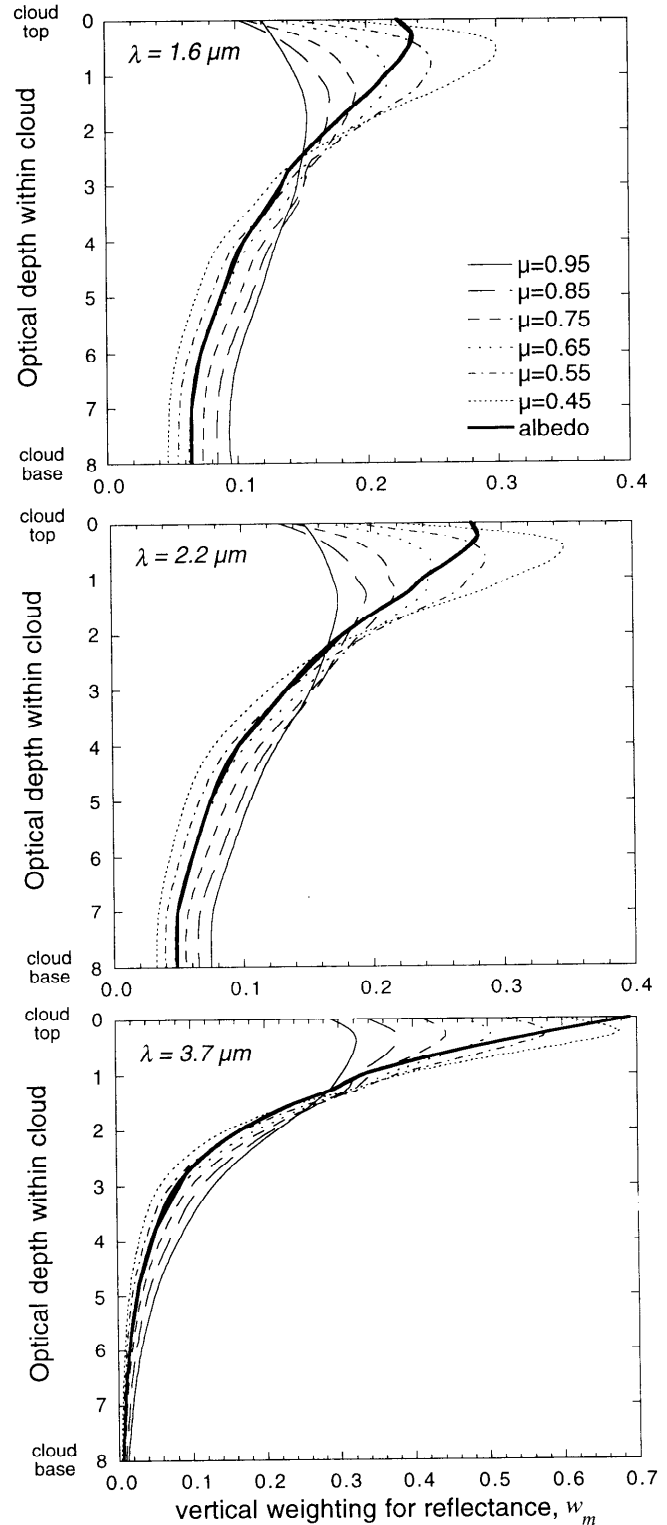 cloud
top
0
λ = 1.6 μm
1
2
3
4
5
6
7
cloud
base
8
Optical depth within cloud
μ=0.95
μ=0.85
μ=0.75
μ=0.65
μ=0.55
μ=0.45
albedo
0.0 0.1 0.2 0.3 0.4
cloud
top
0
λ = 2.2 μm
1
2
3
4
5
6
7
cloud
base
8
Optical depth within cloud
0.0 0.1 0.2 0.3 0.4
cloud
top
0
λ = 3.7 μm
1
2
3
4
5
6
7
cloud
base
8
Optical depth within cloud
0.0 0.1 0.2 0.3 0.4 0.5 0.6 0.7
vertical weighting for reflectance, wm